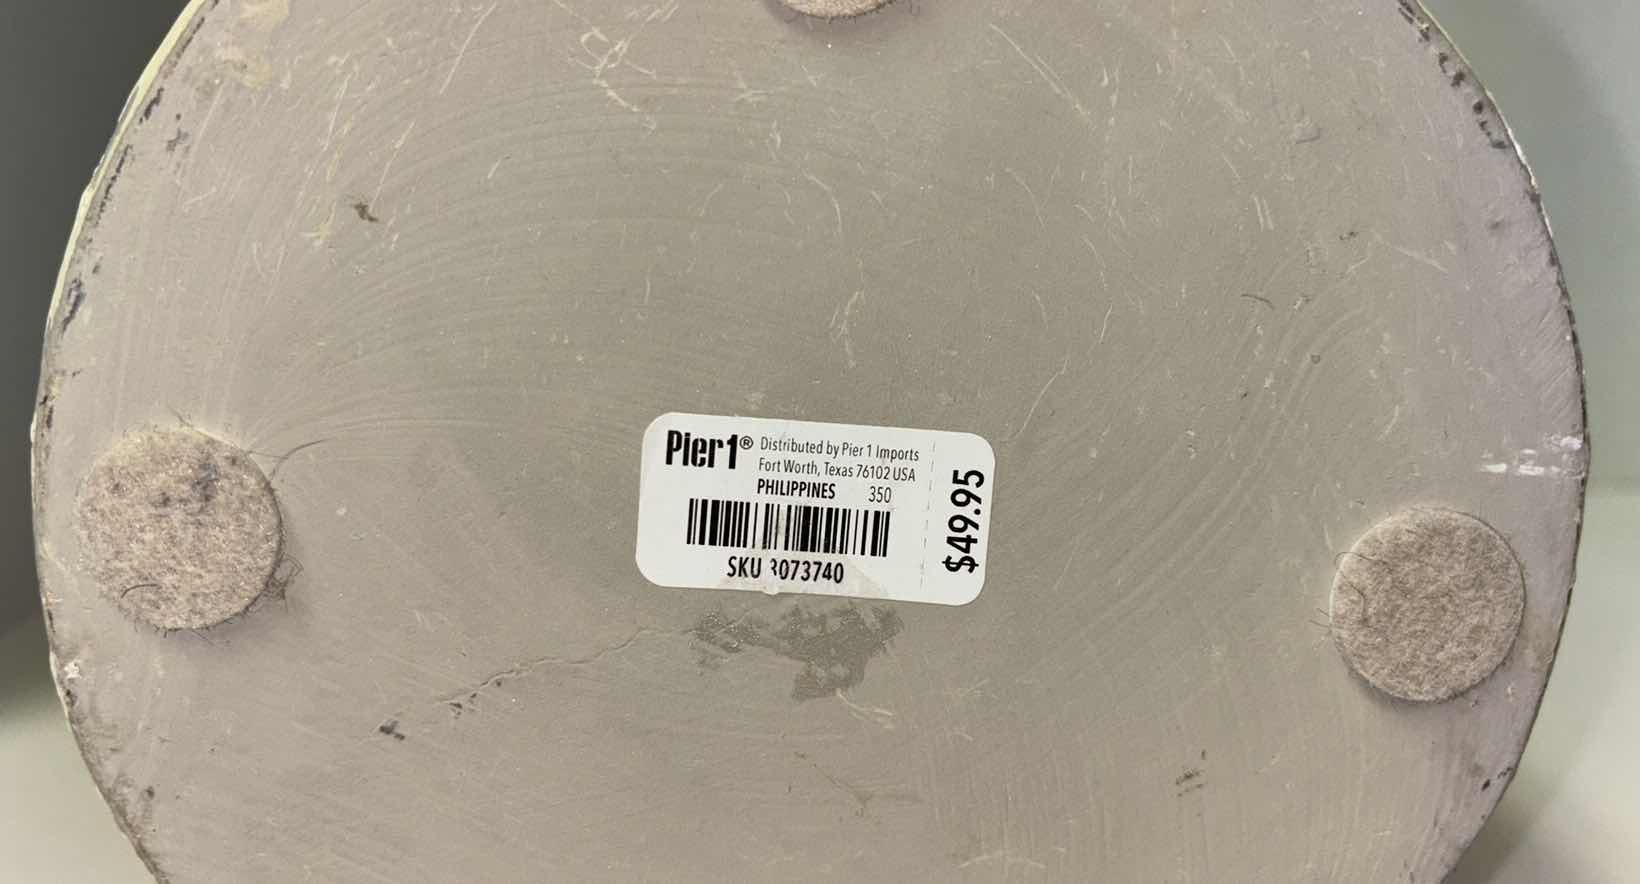 Pier1® Distributed by Pier 1 Imports
Fort Worth, Texas 76102 USA
PHILIPPINES 350
SKU 3073740
$49.95